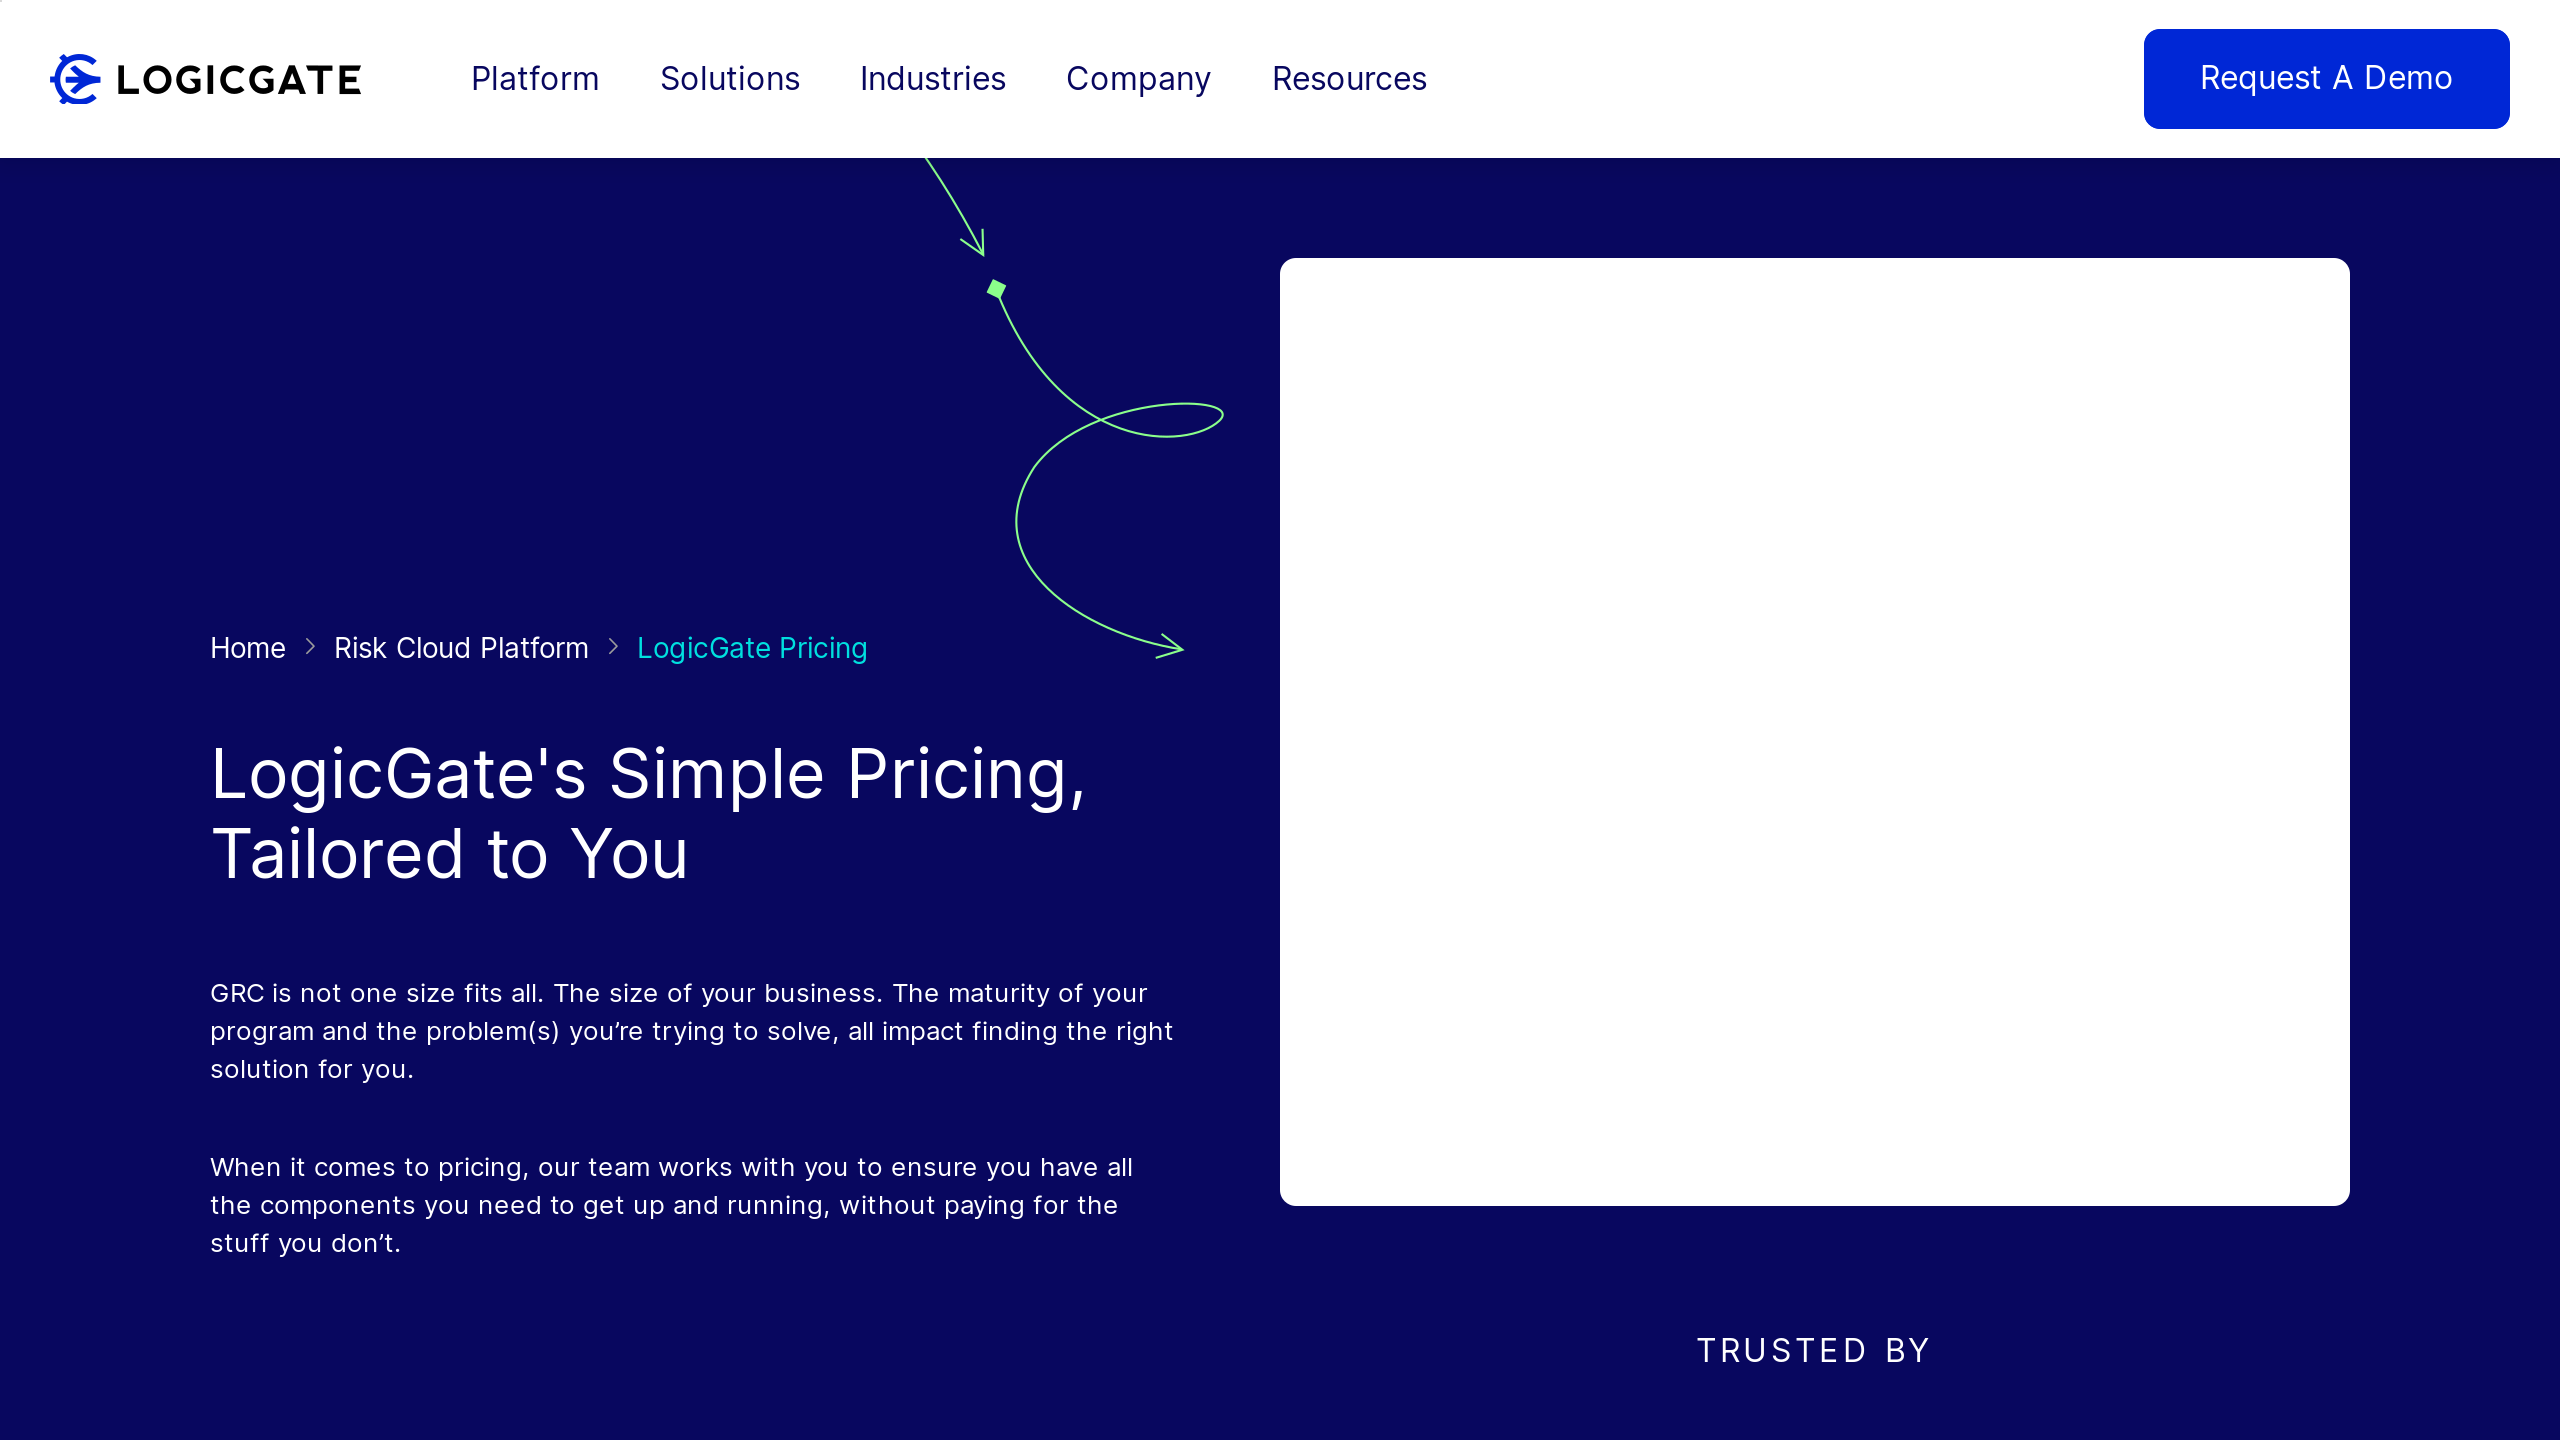 LOGICGATE
Platform
Solutions
Industries
Company
Resources
Request A Demo
Home
Risk Cloud Platform
LogicGate Pricing
LogicGate's Simple Pricing,
Tailored to You
GRC is not one size fits all. The size of your business. The maturity of your
program and the problem(s) you’re trying to solve, all impact finding the right
solution for you.
When it comes to pricing, our team works with you to ensure you have all
the components you need to get up and running, without paying for the
stuff you don’t.
TRUSTED BY